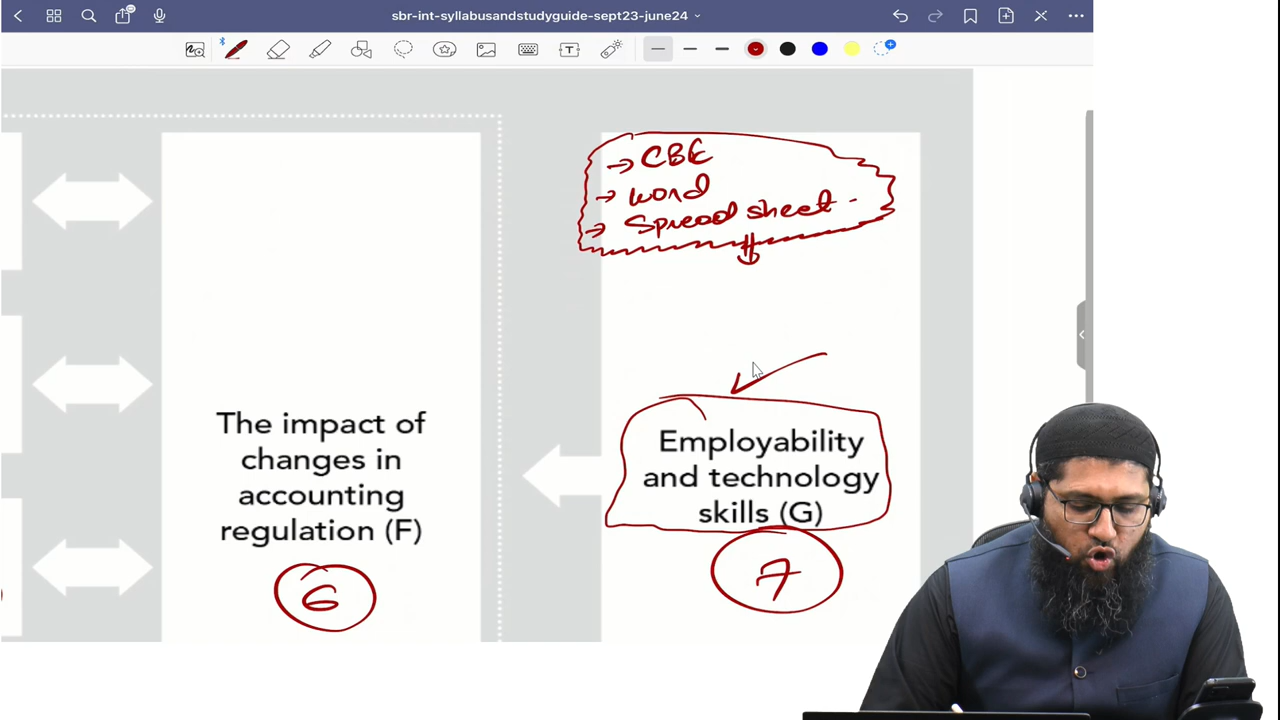 sbr-int-syllabusandstudyguide-sept23-june24
T
→ CBE
→ word
→ Spread sheet
The impact of
changes in
accounting
regulation (F)
6
Employability
and technology
skills (G)
7